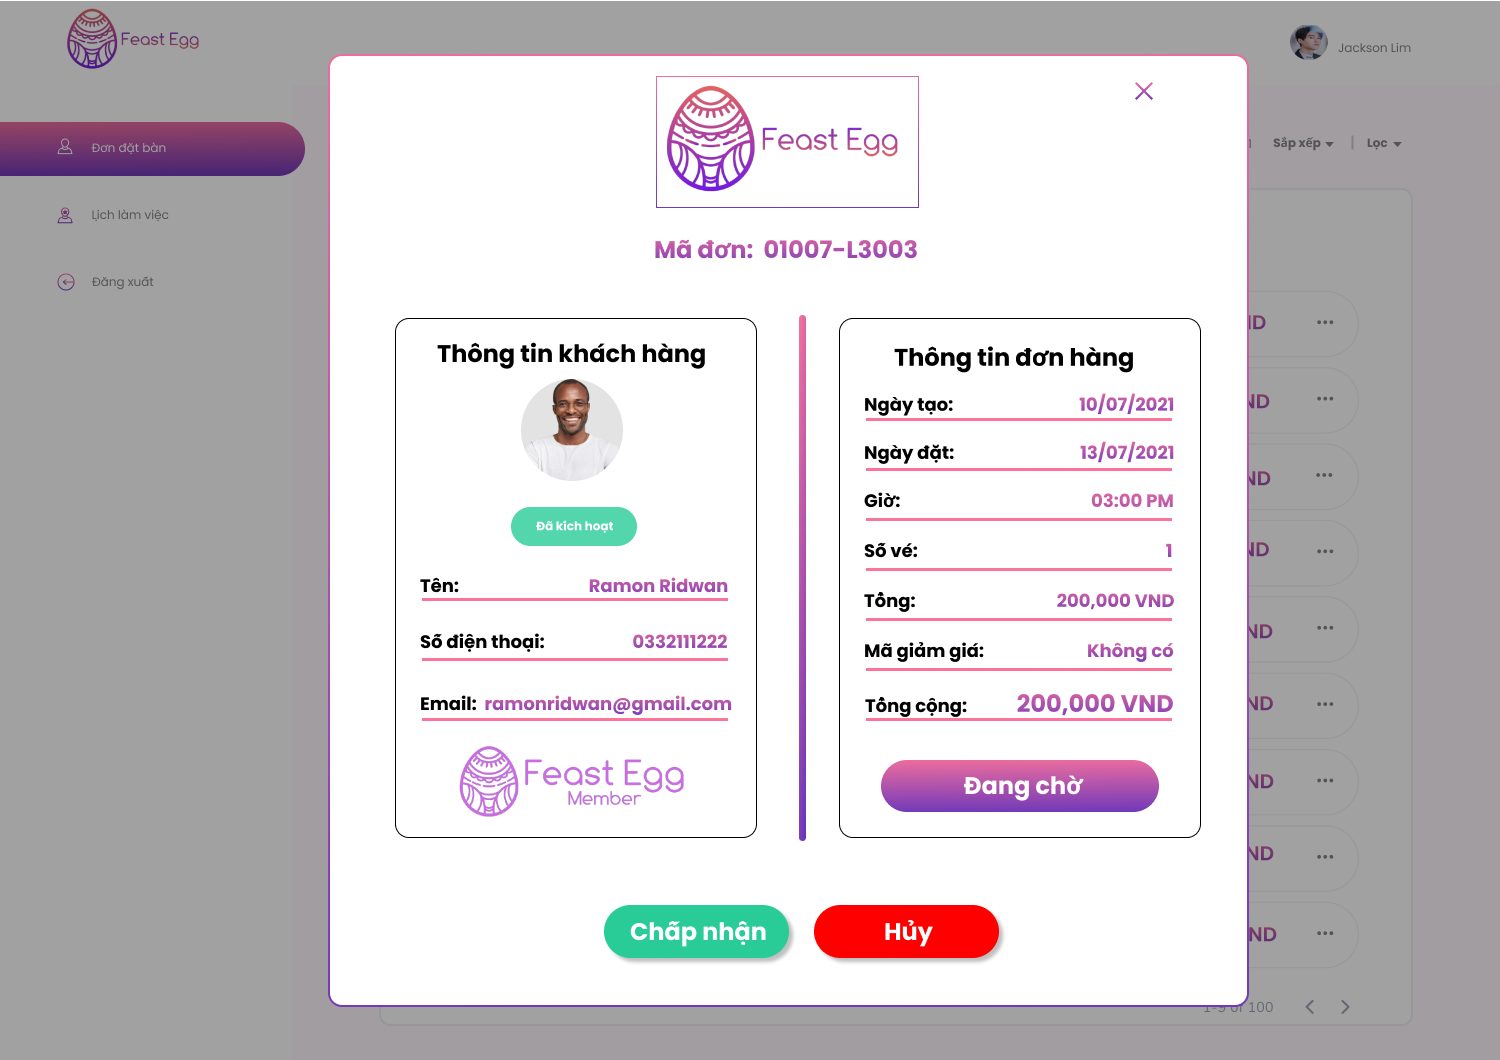 Feast Egg
Jackson Lim
Đơn đặt bàn
Lịch làm việc
Đăng xuất
Sắp xếp | Lọc
Feast Egg
Mã đơn: 01007-L3003
Thông tin khách hàng
Đã kích hoạt
Tên: Ramon Ridwan
Số điện thoại: 0332111222
Email: ramonridwan@gmail.com
Feast Egg
Member
Thông tin đơn hàng
Ngày tạo: 10/07/2021
Ngày đặt: 13/07/2021
Giờ: 03:00 PM
Số vé: 1
Tổng: 200,000 VND
Mã giảm giá: Không có
Tổng cộng: 200,000 VND
Đang chờ
Chấp nhận
Hủy
ND
ND
ND
ND
ND
ND
ND
ND
1-9 of 100